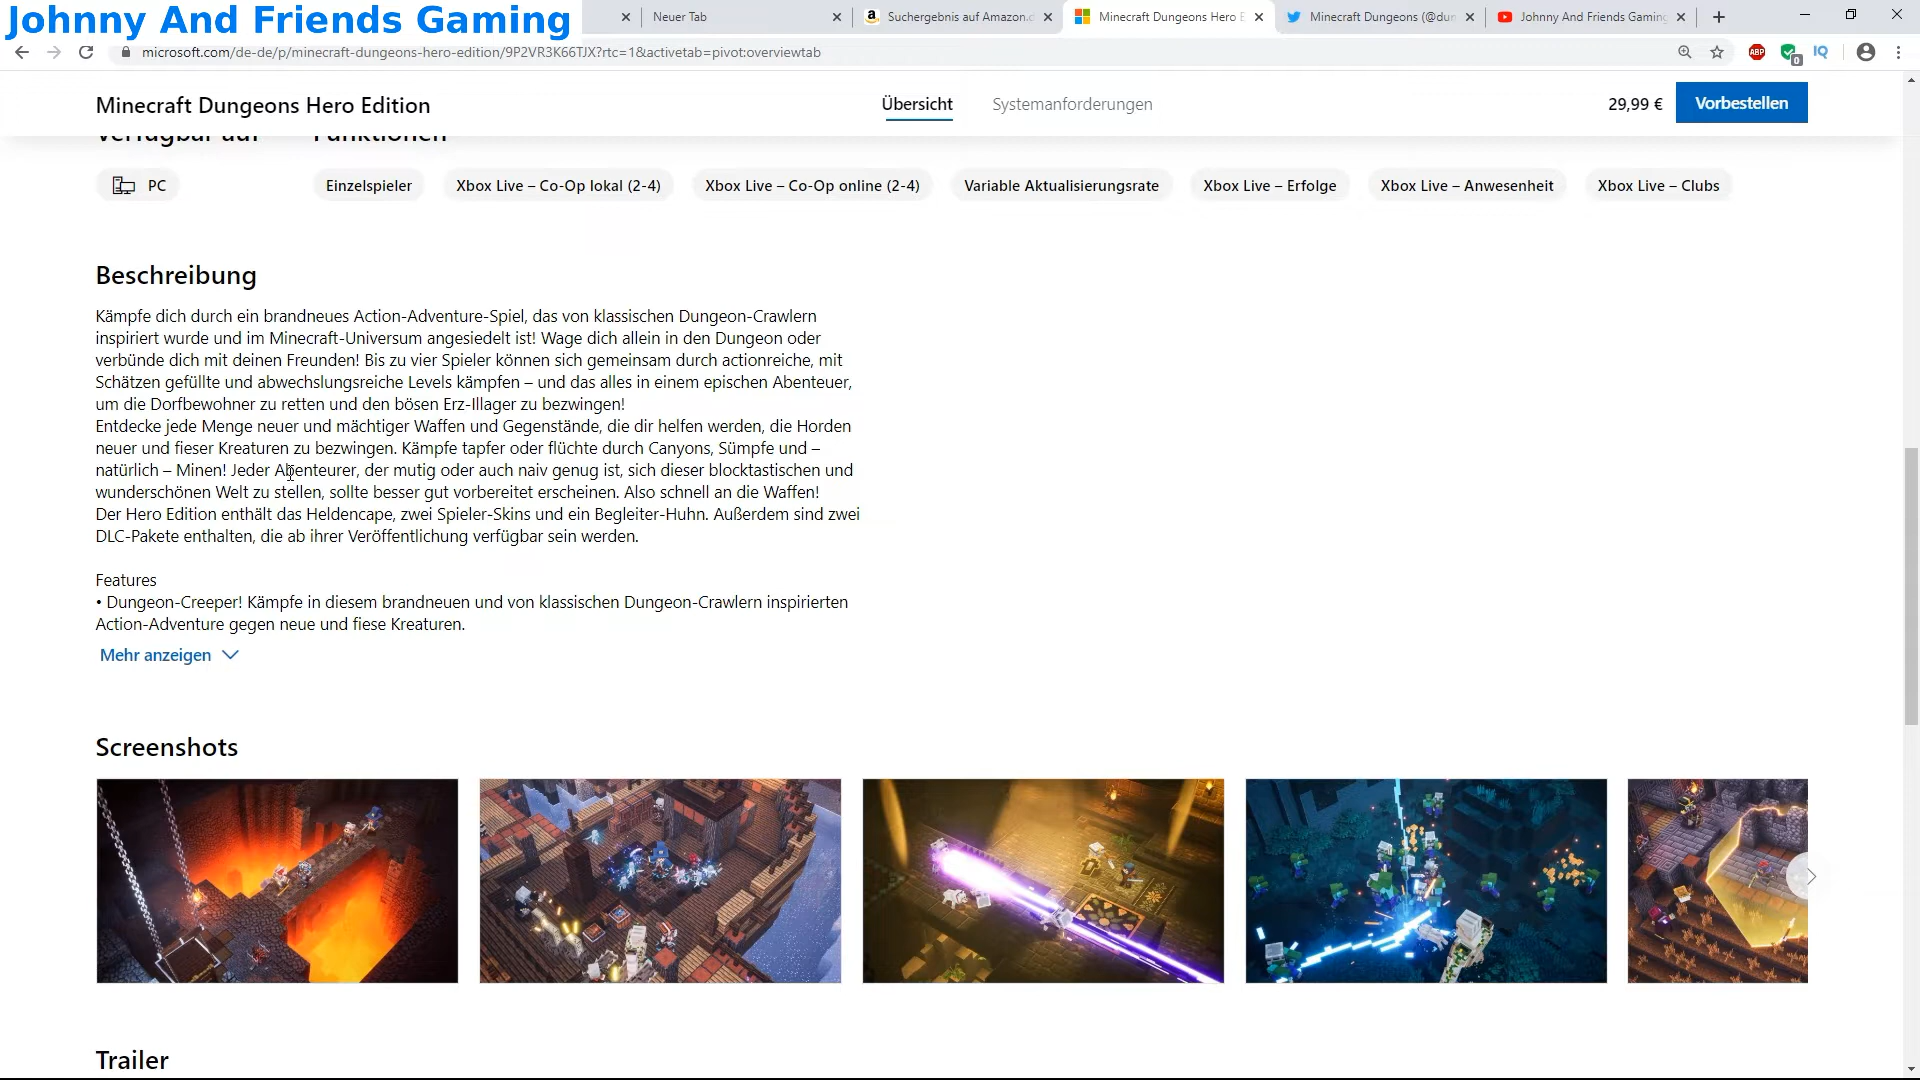 Johnny And Friends Gaming
Neuer Tab
Suchergebnis auf Amazon.c
Minecraft Dungeons Hero E
Minecraft Dungeons (@dun
Johnny And Friends Gaming
microsoft.com/de-de/p/minecraft-dungeons-hero-edition/9P2VR3K66TJX?rtc=1&activetab=pivot:overviewtab
ABP
0
IQ
Minecraft Dungeons Hero Edition
Übersicht
Systemanforderungen
29,99 €
Vorbestellen
Verfügbar auf
Funktionen
PC
Einzelspieler
Xbox Live – Co-Op lokal (2-4)
Xbox Live – Co-Op online (2-4)
Variable Aktualisierungsrate
Xbox Live – Erfolge
Xbox Live – Anwesenheit
Xbox Live – Clubs
Beschreibung
Kämpfe dich durch ein brandneues Action-Adventure-Spiel, das von klassischen Dungeon-Crawlern
inspiriert wurde und im Minecraft-Universum angesiedelt ist! Wage dich allein in den Dungeon oder
verbünde dich mit deinen Freunden! Bis zu vier Spieler können sich gemeinsam durch actionreiche, mit
Schätzen gefüllte und abwechslungsreiche Levels kämpfen – und das alles in einem epischen Abenteuer,
um die Dorfbewohner zu retten und den bösen Erz-Illager zu bezwingen!
Entdecke jede Menge neuer und mächtiger Waffen und Gegenstände, die dir helfen werden, die Horden
neuer und fieser Kreaturen zu bezwingen. Kämpfe tapfer oder flüchte durch Canyons, Sümpfe und –
natürlich – Minen! Jeder Abenteurer, der mutig oder auch naiv genug ist, sich dieser blocktastischen und
wunderschönen Welt zu stellen, sollte besser gut vorbereitet erscheinen. Also schnell an die Waffen!
Der Hero Edition enthält das Heldencape, zwei Spieler-Skins und ein Begleiter-Huhn. Außerdem sind zwei
DLC-Pakete enthalten, die ab ihrer Veröffentlichung verfügbar sein werden.
Features
• Dungeon-Creeper! Kämpfe in diesem brandneuen und von klassischen Dungeon-Crawlern inspirierten
Action-Adventure gegen neue und fiese Kreaturen.
Mehr anzeigen
Screenshots
Trailer